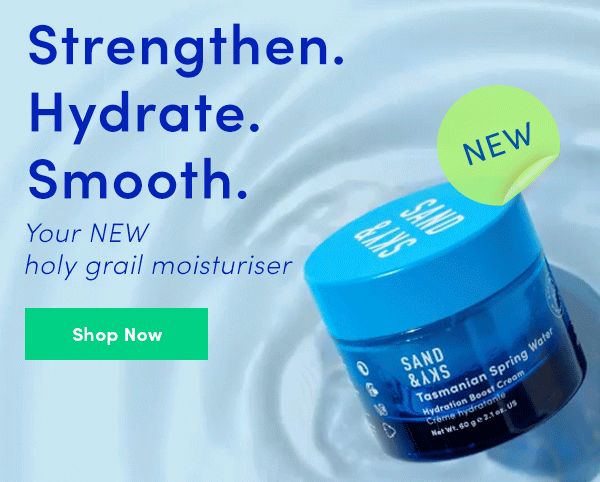 Strengthen.
Hydrate.
Smooth.
Your NEW
holy grail moisturiser
Shop Now
NEW
SAND
&SKY
SAND
&SKY
Tasmanian Spring Water
Hydration Boost Cream
Crème hydratante
Net Wt. 60 g e 2.1 oz. US